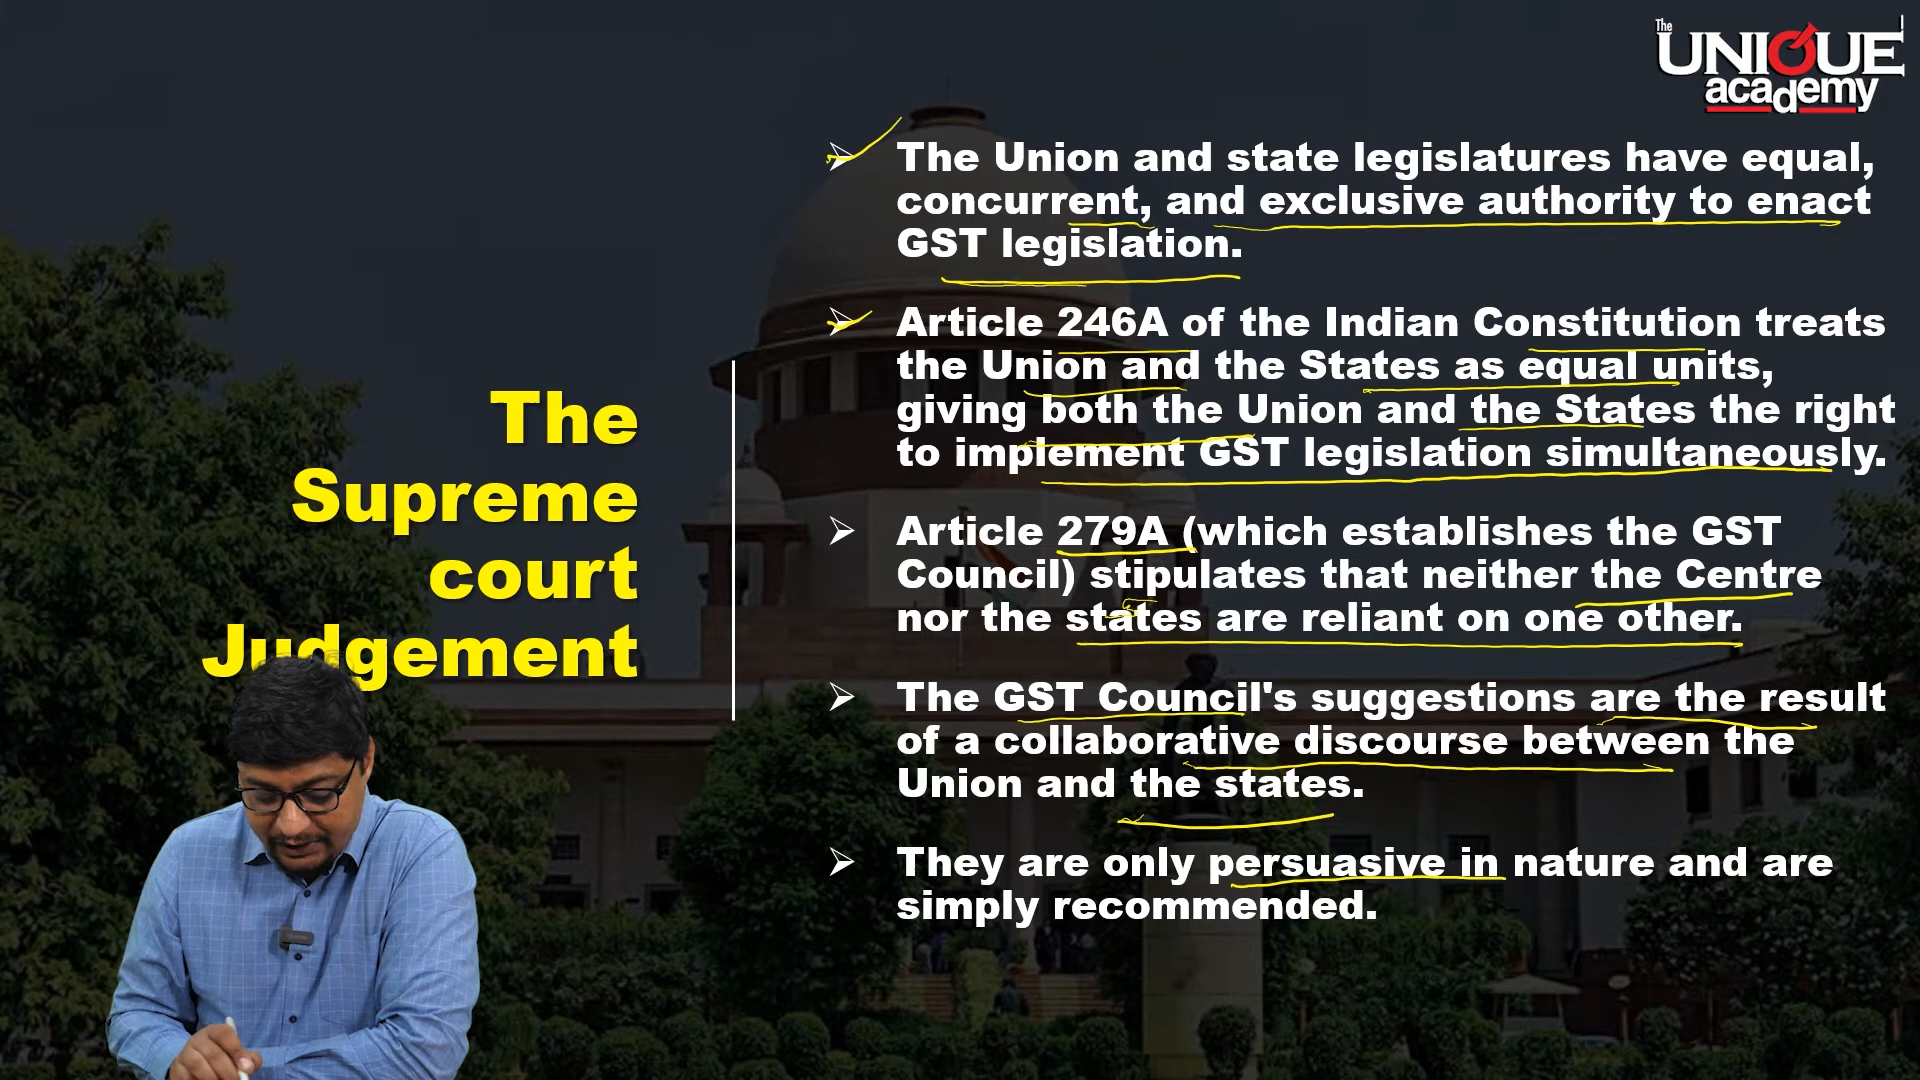 The
UNIQUE
academy
The Union and state legislatures have equal,
concurrent, and exclusive authority to enact
GST legislation.
Article 246A of the Indian Constitution treats
the Union and the States as equal units,
giving both the Union and the States the right
to implement GST legislation simultaneously.
Article 279A (which establishes the GST
Council) stipulates that neither the Centre
nor the states are reliant on one other.
The GST Council's suggestions are the result
of a collaborative discourse between the
Union and the states.
They are only persuasive in nature and are
simply recommended.
The
Supreme
court
Judgement